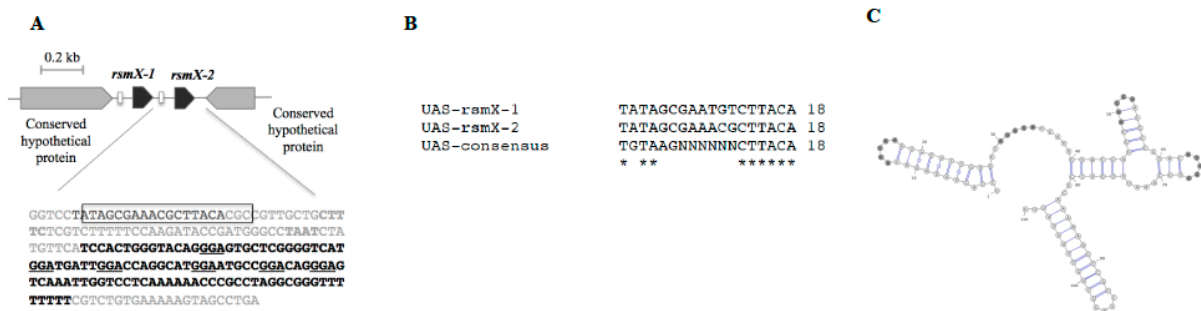 A
0.2 kb
rsmX-1 rsmX-2
Conserved hypothetical protein
Conserved hypothetical protein
GGTCCTATAGCGAAACGCTTACACGCCGTTGCTGCTT
TCTCGTCTTTTTCCAAGATACCGATGGGCCTAATCTA
TGTTCATCCACTGGGTACAGGGAGTGCTCGGGGTCAT
GGATGATTGGACCAGGCATGGAATGCCGGACAGGGAG
TCAAATTGGTCCTCAAAAAACCCGCCTAGGCGGGTTT
TTTTTTCGTCTGTGAAAAAGTAGCCTGA
B
UAS-rsmX-1 TATAGCGAATGTCTTACA 18
UAS-rsmX-2 TATAGCGAAACGCTTACA 18
UAS-consensus TGTAAGNNNNNNCTTACA 18
* ** ******
C